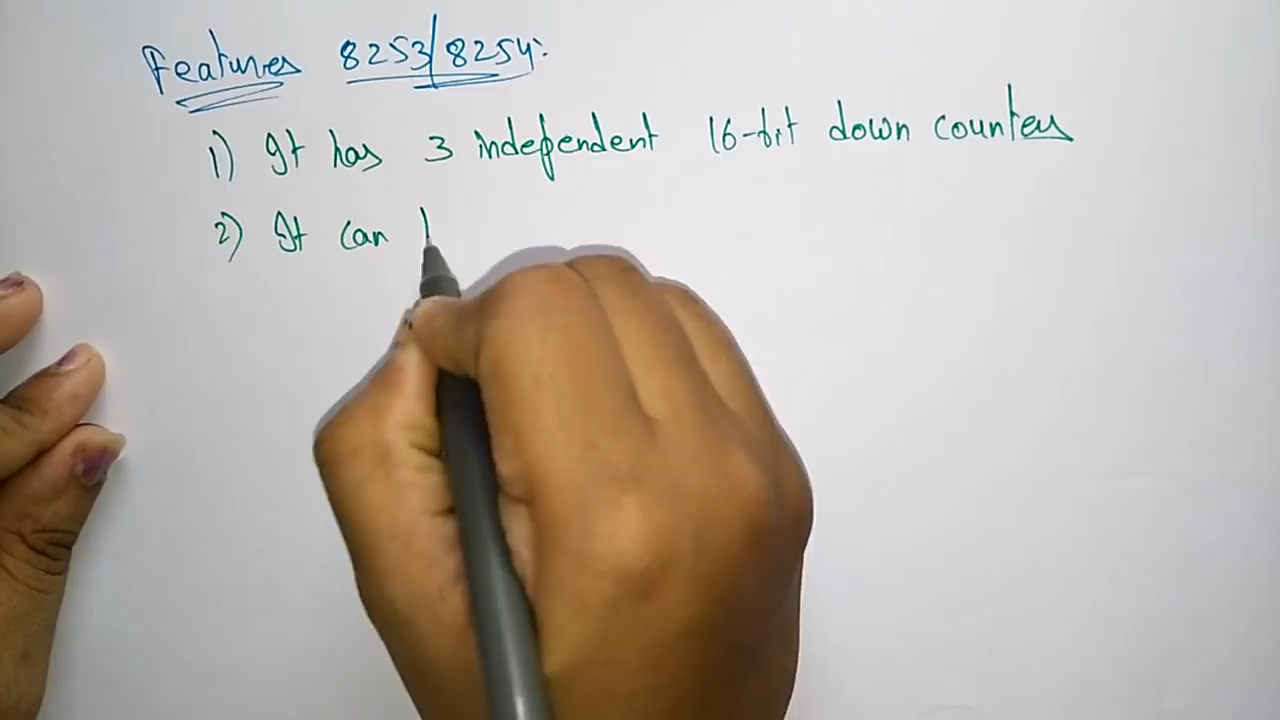 Features 8253/8254:
1) It has 3 independent 16-bit down counters
2) It can